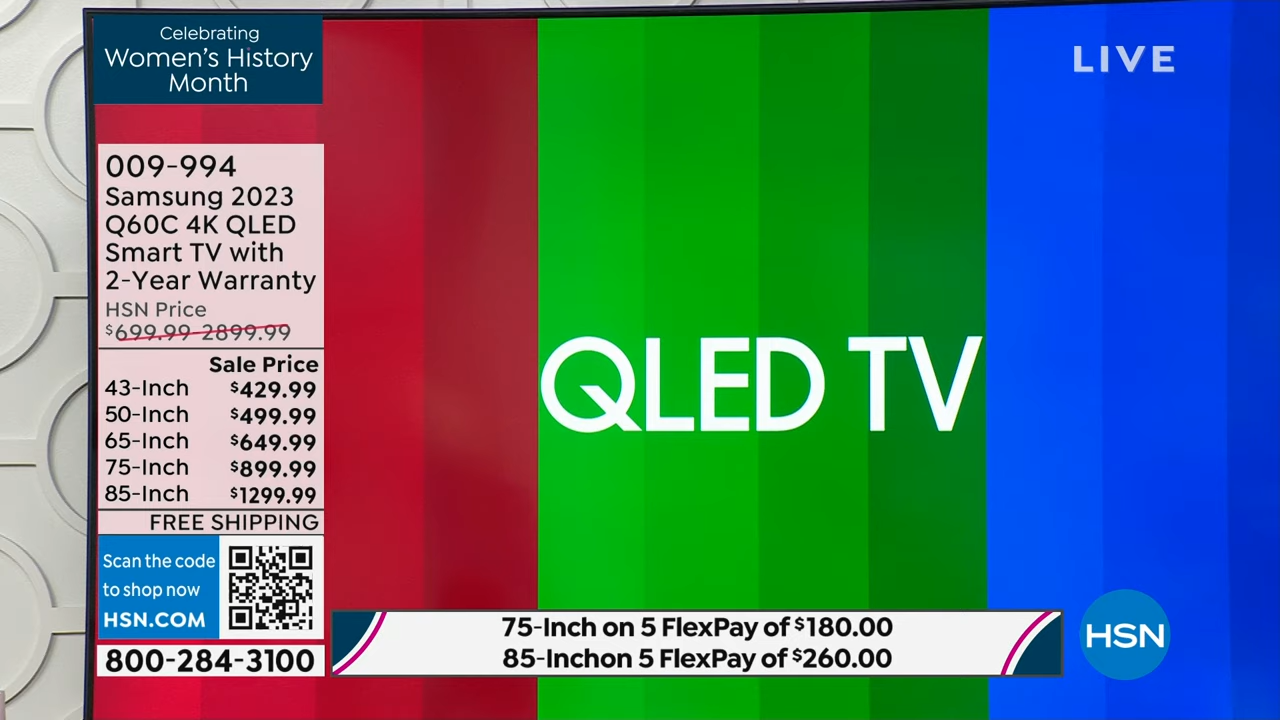 Celebrating
Women's History
Month
LIVE
009-994
Samsung 2023
Q60C 4K QLED
Smart TV with
2-Year Warranty
HSN Price
$699.99-2899.99
Sale Price
43-Inch $429.99
50-Inch $499.99
65-Inch $649.99
75-Inch $899.99
85-Inch $1299.99
FREE SHIPPING
Scan the code
to shop now
HSN.COM
800-284-3100
QLED TV
75-Inch on 5 FlexPay of $180.00
85-Inchon 5 FlexPay of $260.00
HSN